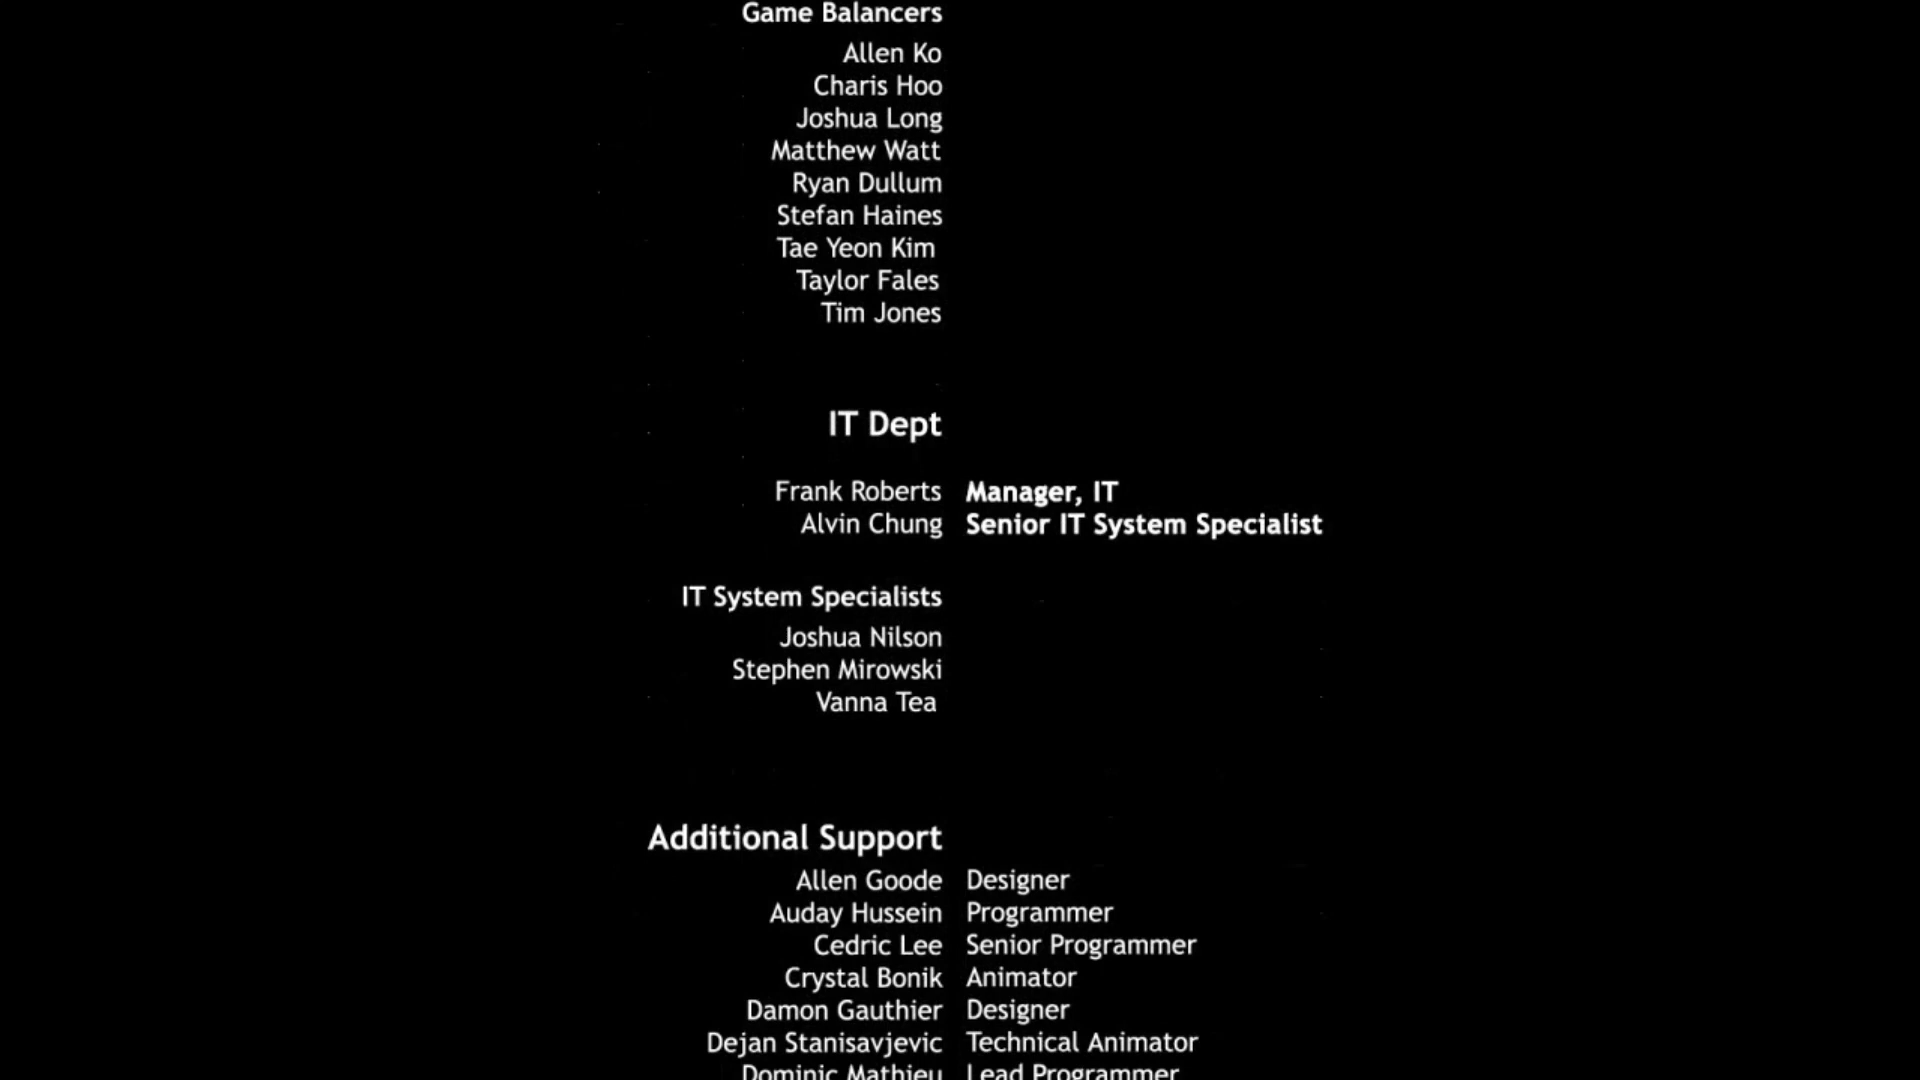 Game Balancers
Allen Ko
Charis Hoo
Joshua Long
Matthew Watt
Ryan Dullum
Stefan Haines
Tae Yeon Kim
Taylor Fales
Tim Jones
IT Dept
Frank Roberts Manager, IT
Alvin Chung Senior IT System Specialist
IT System Specialists
Joshua Nilson
Stephen Mirowski
Vanna Tea
Additional Support
Allen Goode Designer
Auday Hussein Programmer
Cedric Lee Senior Programmer
Crystal Bonik Animator
Damon Gauthier Designer
Dejan Stanisavjevic Technical Animator
Dominic Mathieu Lead Programmer